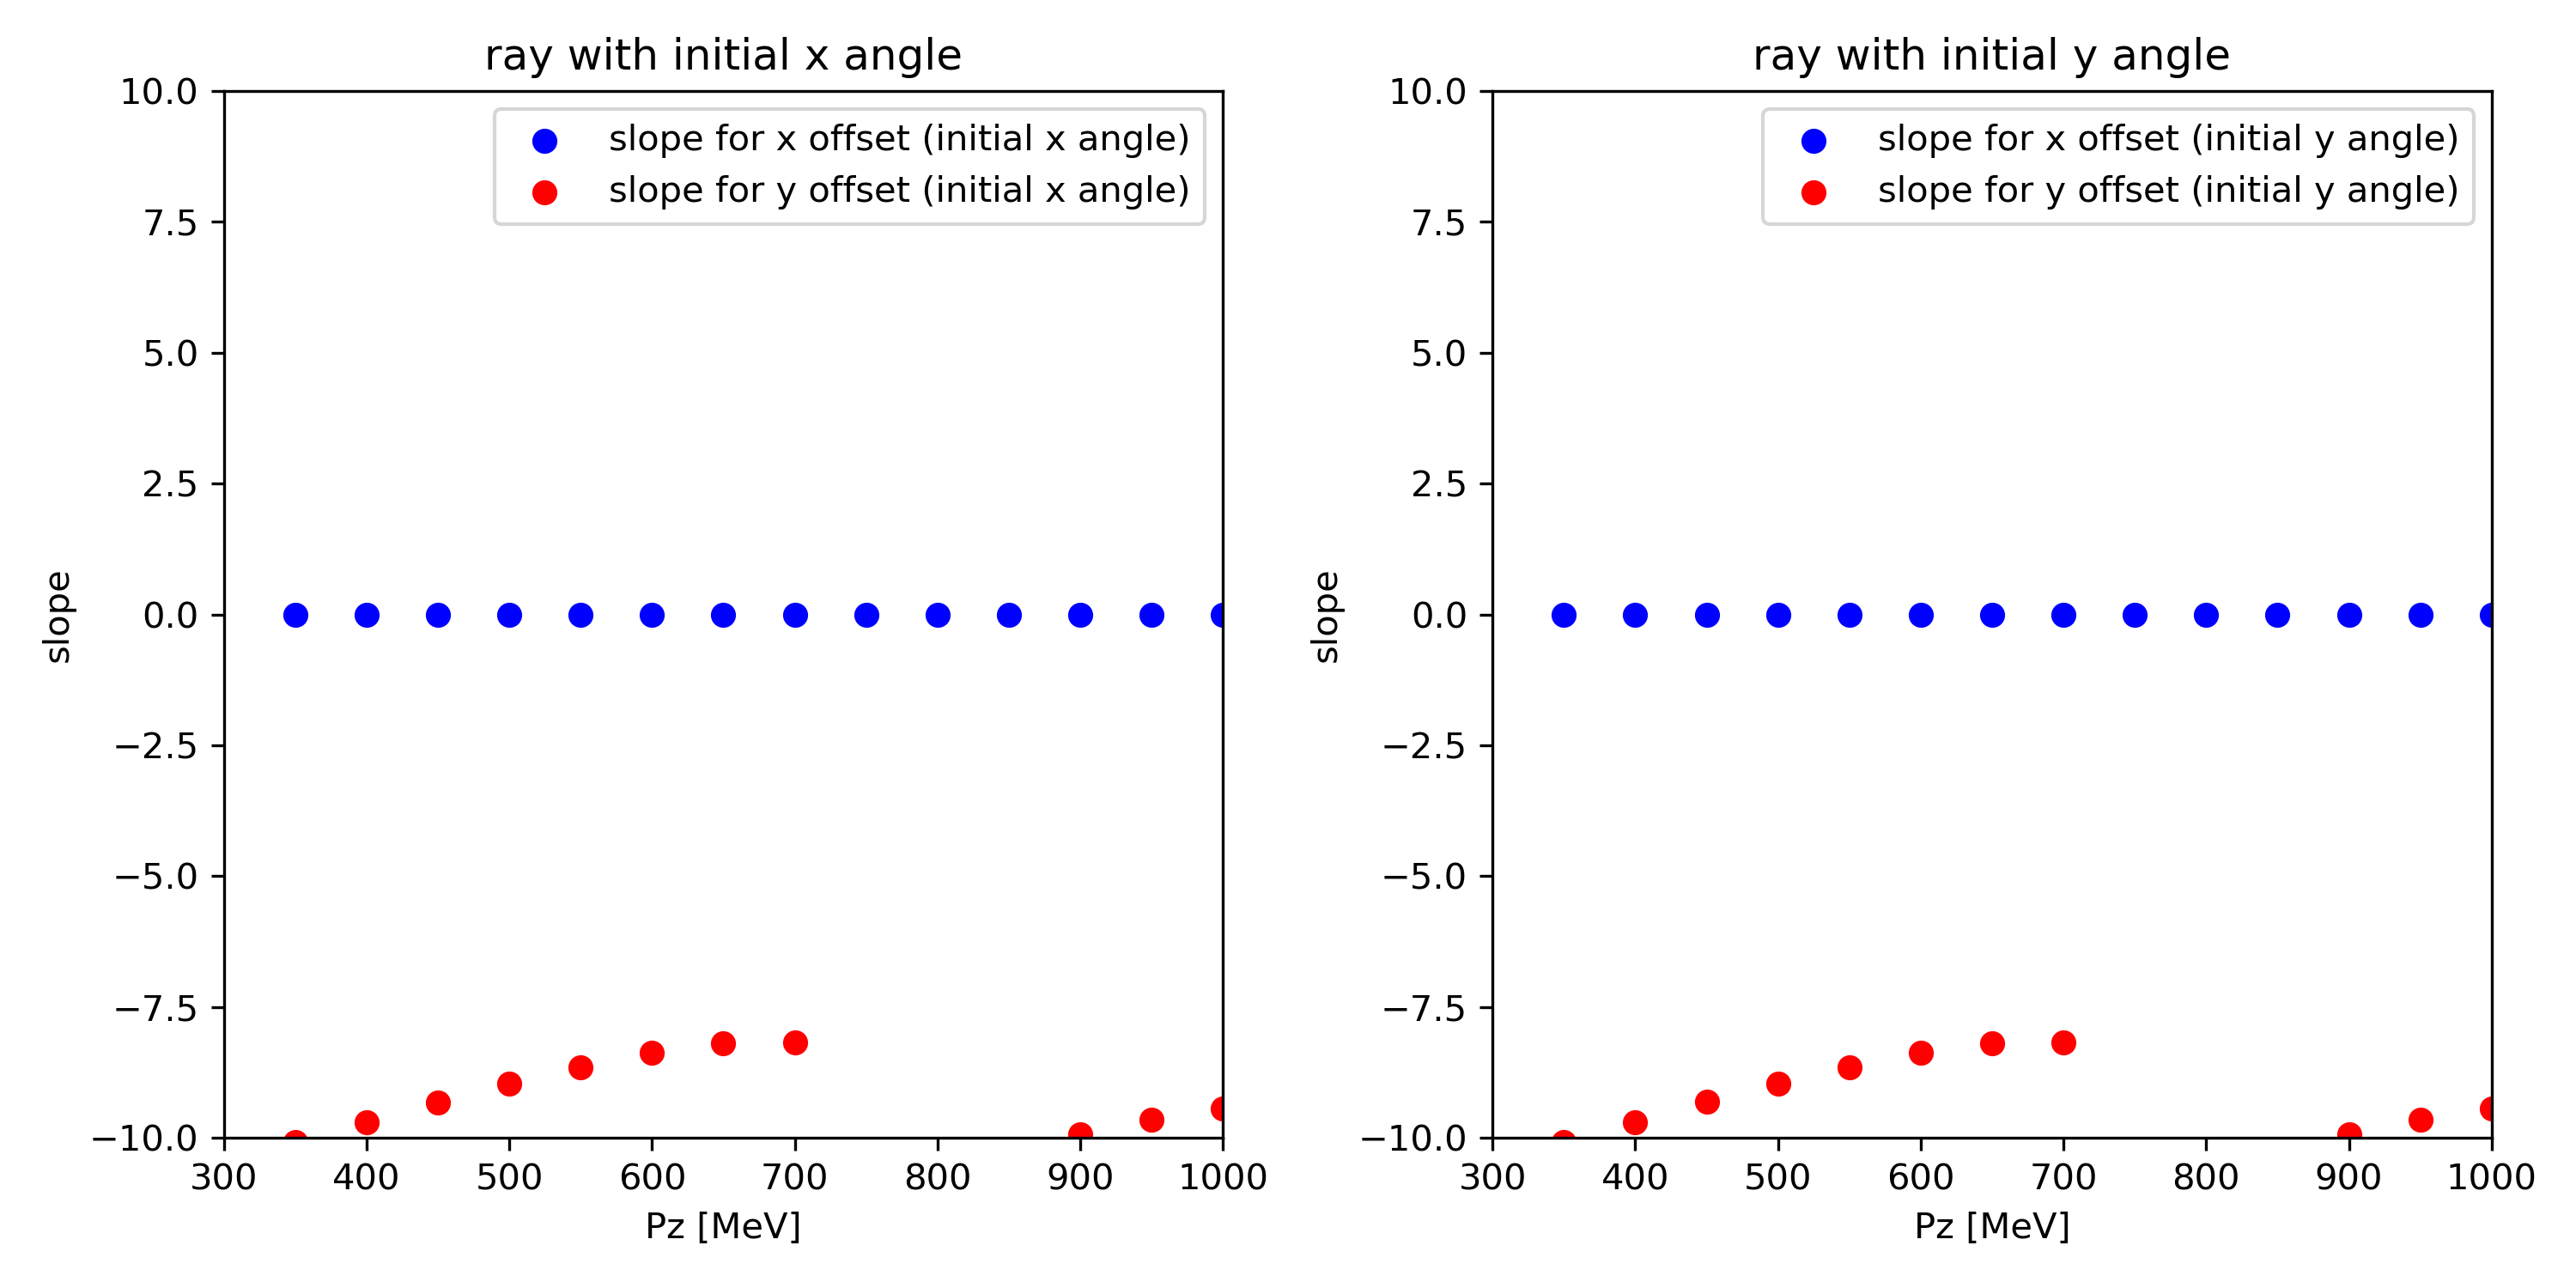 ray with initial x angle
slope for x offset (initial x angle)
slope for y offset (initial x angle)
10.0
7.5
5.0
2.5
0.0
−2.5
−5.0
−7.5
−10.0
slope
300 400 500 600 700 800 900 1000
Pz [MeV]
ray with initial y angle
slope for x offset (initial y angle)
slope for y offset (initial y angle)
10.0
7.5
5.0
2.5
0.0
−2.5
−5.0
−7.5
−10.0
slope
300 400 500 600 700 800 900 1000
Pz [MeV]